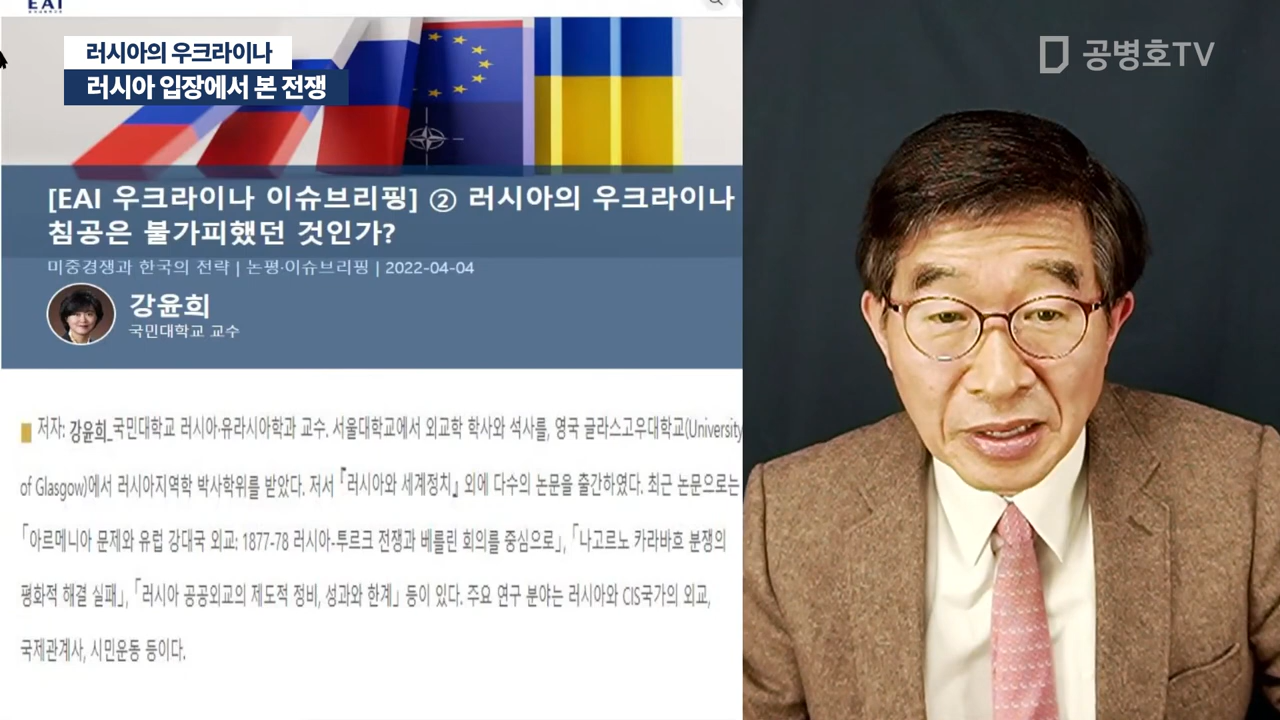 EAI
러시아의 우크라이나
러시아 입장에서 본 전쟁
공병호TV
[EAI 우크라이나 이슈브리핑] ② 러시아의 우크라이나
침공은 불가피했던 것인가?
미중경쟁과 한국의 전략 | 논평·이슈브리핑 | 2022-04-04
강윤희
국민대학교 교수
저자: 강윤희_국민대학교 러시아·유라시아학과 교수. 서울대학교에서 외교학 학사와 석사를, 영국 글라스고우대학교(University
of Glasgow)에서 러시아지역학 박사학위를 받았다. 저서 『러시아와 세계정치』 외에 다수의 논문을 출간하였다. 최근 논문으로는
「아르메니아 문제와 유럽 강대국 외교: 1877-78 러시아-투르크 전쟁과 베를린 회의를 중심으로」, 「나고르노 카라바흐 분쟁의
평화적 해결 실패」, 「러시아 공공외교의 제도적 정비, 성과와 한계」 등이 있다. 주요 연구 분야는 러시아와 CIS국가의 외교,
국제관계사, 시민운동 등이다.